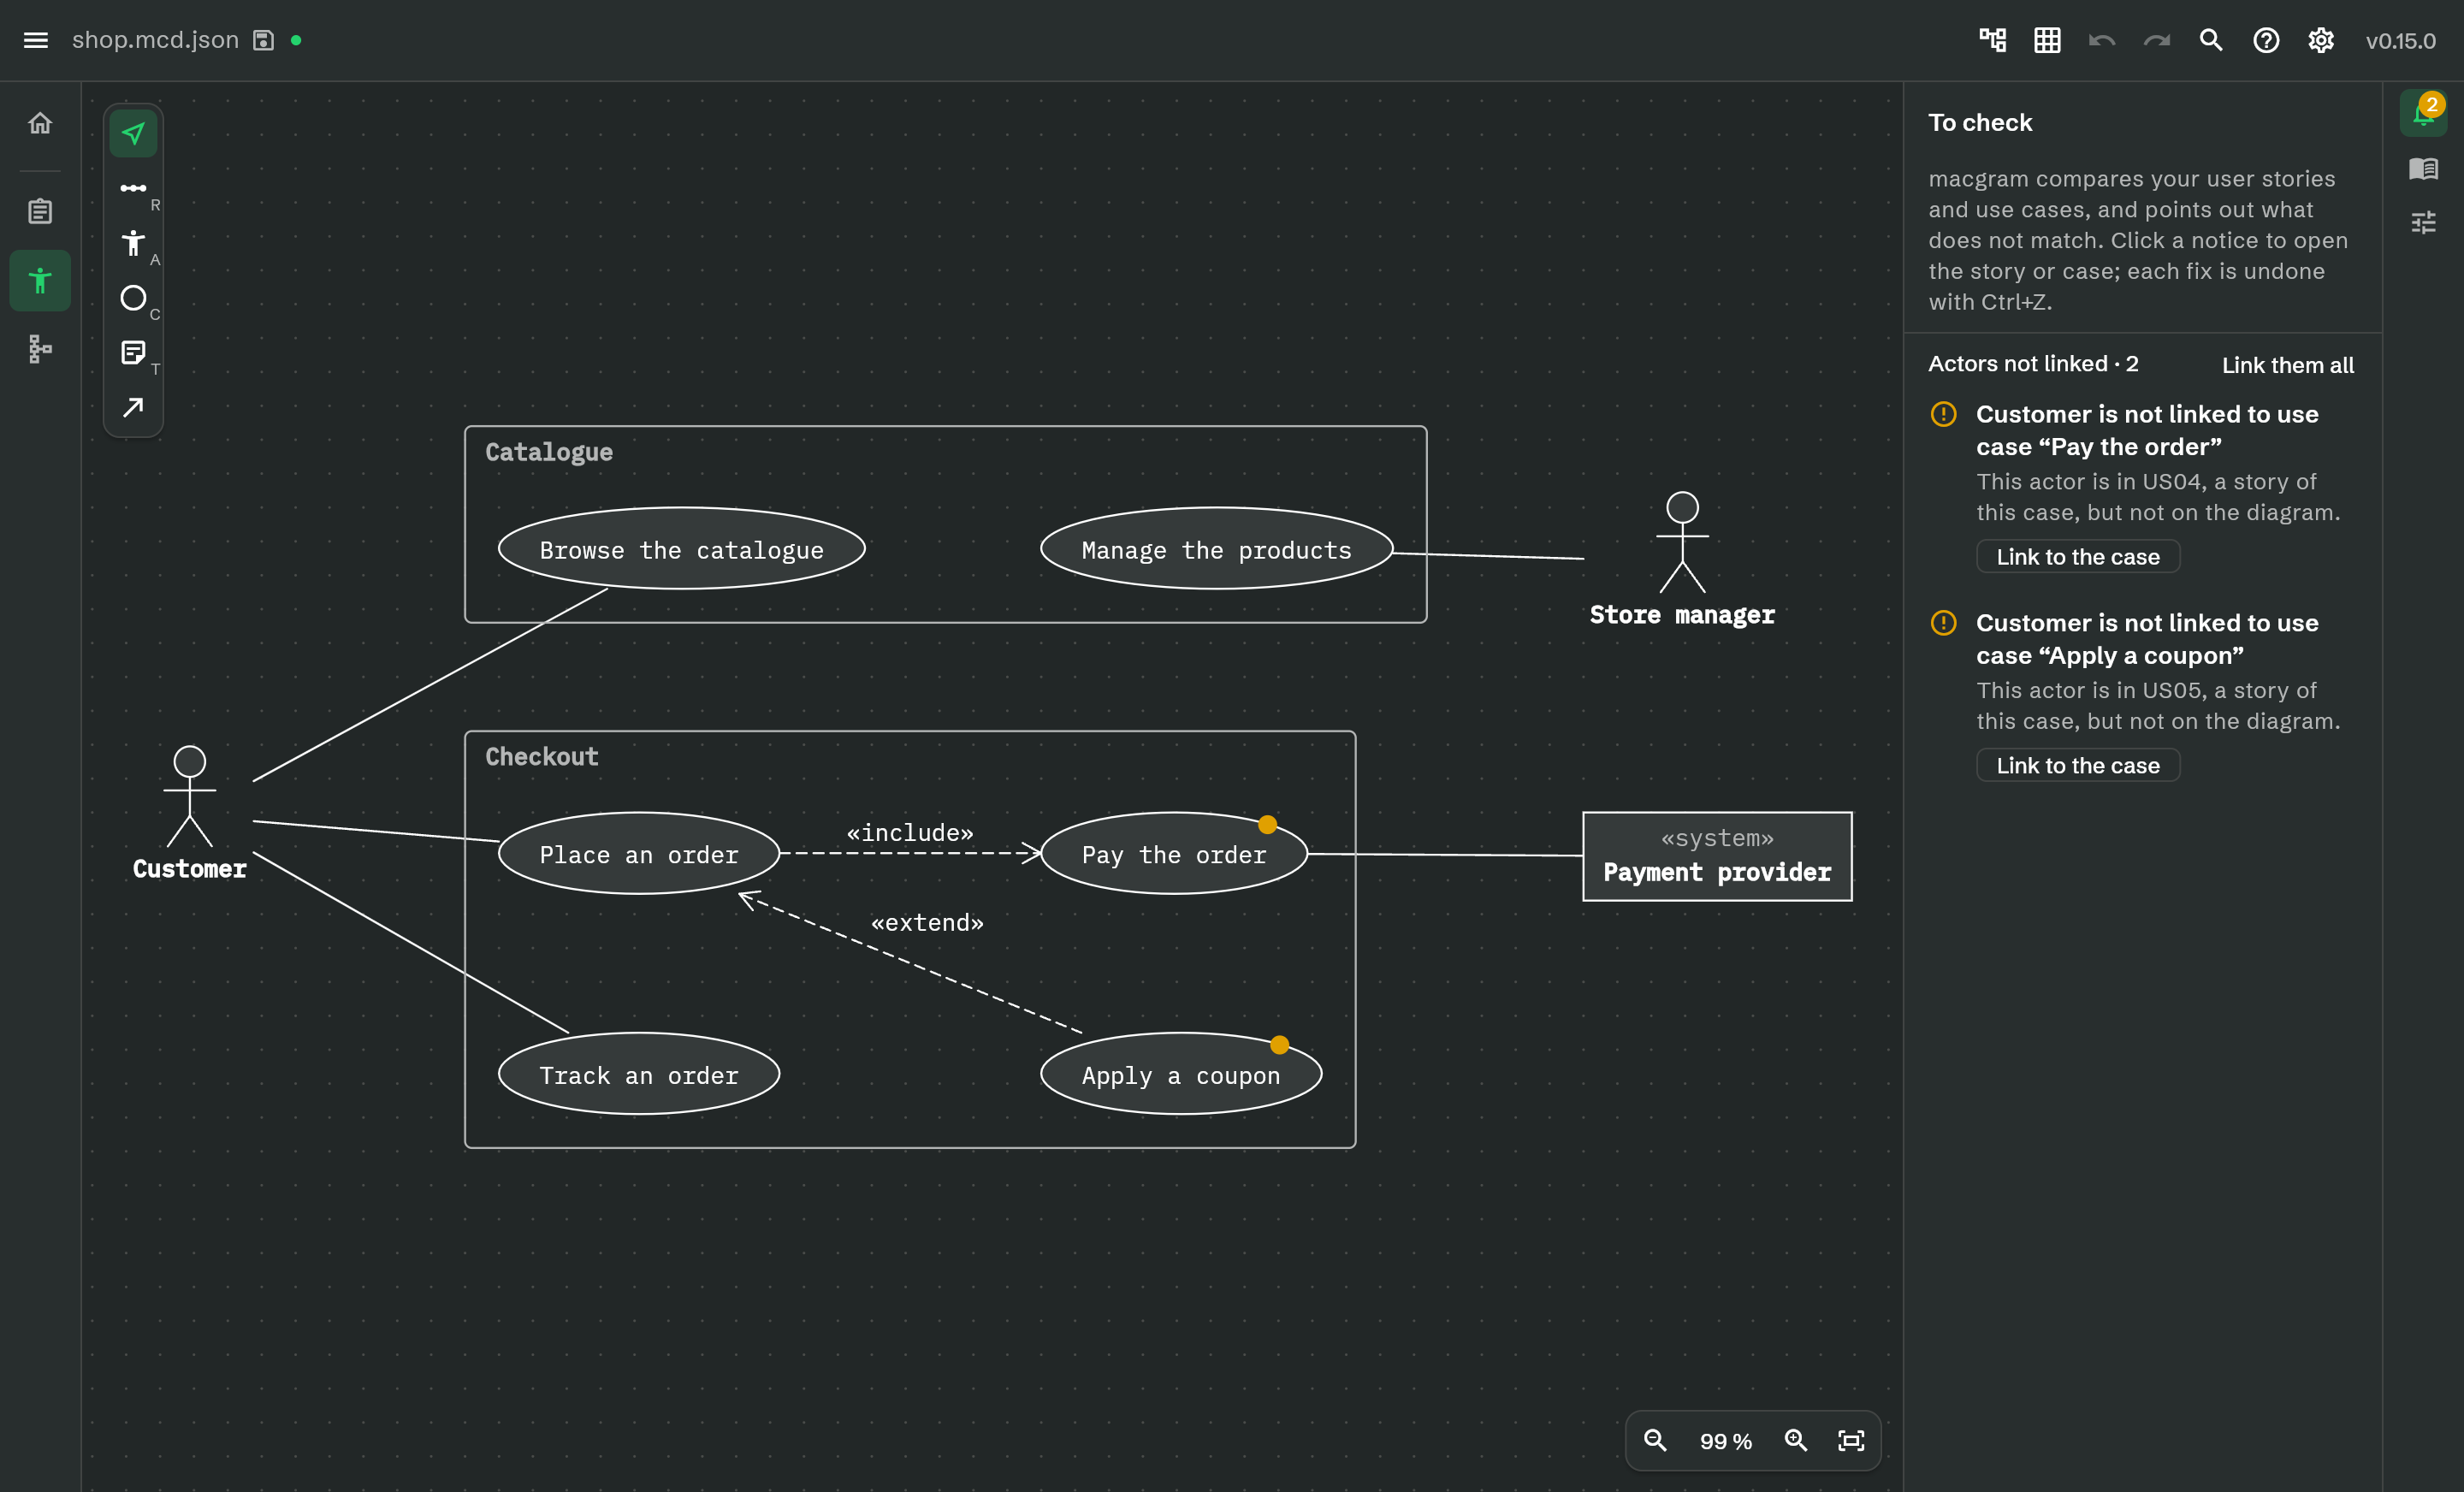 shop.mcd.json
v0.15.0
R
A
C
T
Catalogue
Browse the catalogue
Manage the products
Store manager
Customer
Checkout
Place an order
«include»
Pay the order
«extend»
Track an order
Apply a coupon
«system»
Payment provider
99 %
To check
macgram compares your user stories
and use cases, and points out what
does not match. Click a notice to open
the story or case; each fix is undone
with Ctrl+Z.
Actors not linked · 2
Link them all
Customer is not linked to use
case “Pay the order”
This actor is in US04, a story of
this case, but not on the diagram.
Link to the case
Customer is not linked to use
case “Apply a coupon”
This actor is in US05, a story of
this case, but not on the diagram.
Link to the case
2